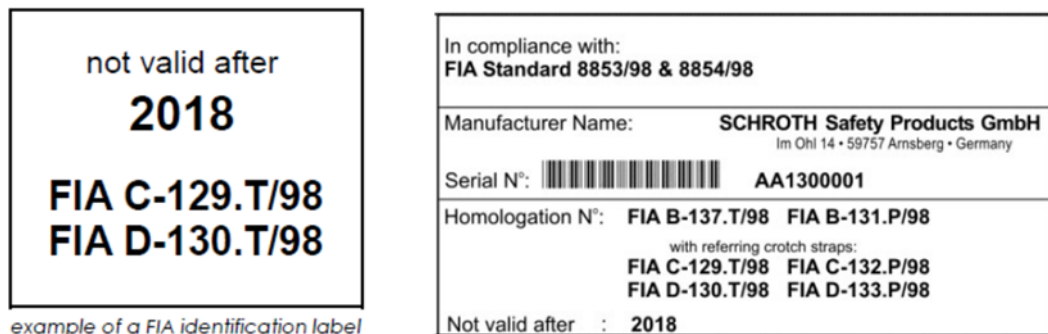 not valid after
2018
FIA C-129.T/98
FIA D-130.T/98
example of a FIA identification label
In compliance with:
FIA Standard 8853/98 & 8854/98
Manufacturer Name: SCHROTH Safety Products GmbH
Im Ohl 14 • 59757 Arnsberg • Germany
Serial N°: AA1300001
Homologation N°: FIA B-137.T/98 FIA B-131.P/98
with referring crotch straps:
FIA C-129.T/98 FIA C-132.P/98
FIA D-130.T/98 FIA D-133.P/98
Not valid after : 2018